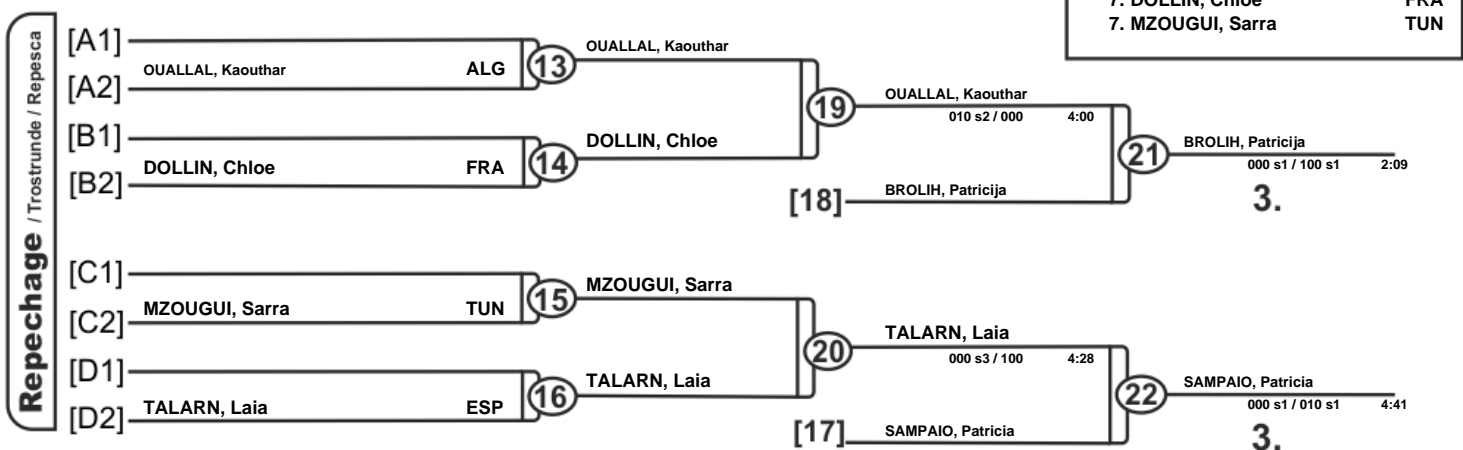 7. DOLLIN, Chloe FRA
7. MZOUGUI, Sarra TUN
Repechage / Trostrunde / Repesca
[A1]
OUALLAL, Kaouthar ALG
[A2]
13
OUALLAL, Kaouthar
[B1]
DOLLIN, Chloe FRA
[B2]
14
DOLLIN, Chloe
19
OUALLAL, Kaouthar
010 s2 / 000 4:00
[18]
BROLIH, Patricija
21
BROLIH, Patricija
000 s1 / 100 s1 2:09
3.
[C1]
MZOUGUI, Sarra TUN
[C2]
15
MZOUGUI, Sarra
[D1]
TALARN, Laia ESP
[D2]
16
TALARN, Laia
20
TALARN, Laia
000 s3 / 100 4:28
[17]
SAMPAIO, Patricia
22
SAMPAIO, Patricia
000 s1 / 010 s1 4:41
3.